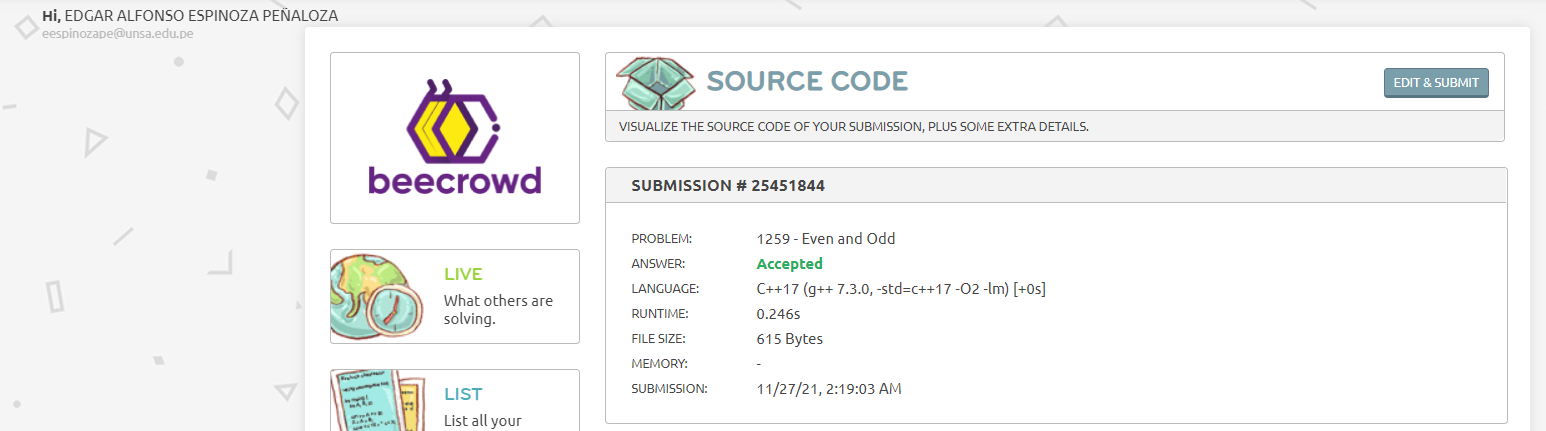 Hi, EDGAR ALFONSO ESPINOZA PEÑALOZA
eespinozape@unsa.edu.pe
beecrowd
LIVE
What others are
solving.
LIST
List all your
SOURCE CODE
EDIT & SUBMIT
VISUALIZE THE SOURCE CODE OF YOUR SUBMISSION, PLUS SOME EXTRA DETAILS.
SUBMISSION # 25451844
PROBLEM: 1259 - Even and Odd
ANSWER: Accepted
LANGUAGE: C++17 (g++ 7.3.0, -std=c++17 -O2 -lm) [+0s]
RUNTIME: 0.246s
FILE SIZE: 615 Bytes
MEMORY: -
SUBMISSION: 11/27/21, 2:19:03 AM